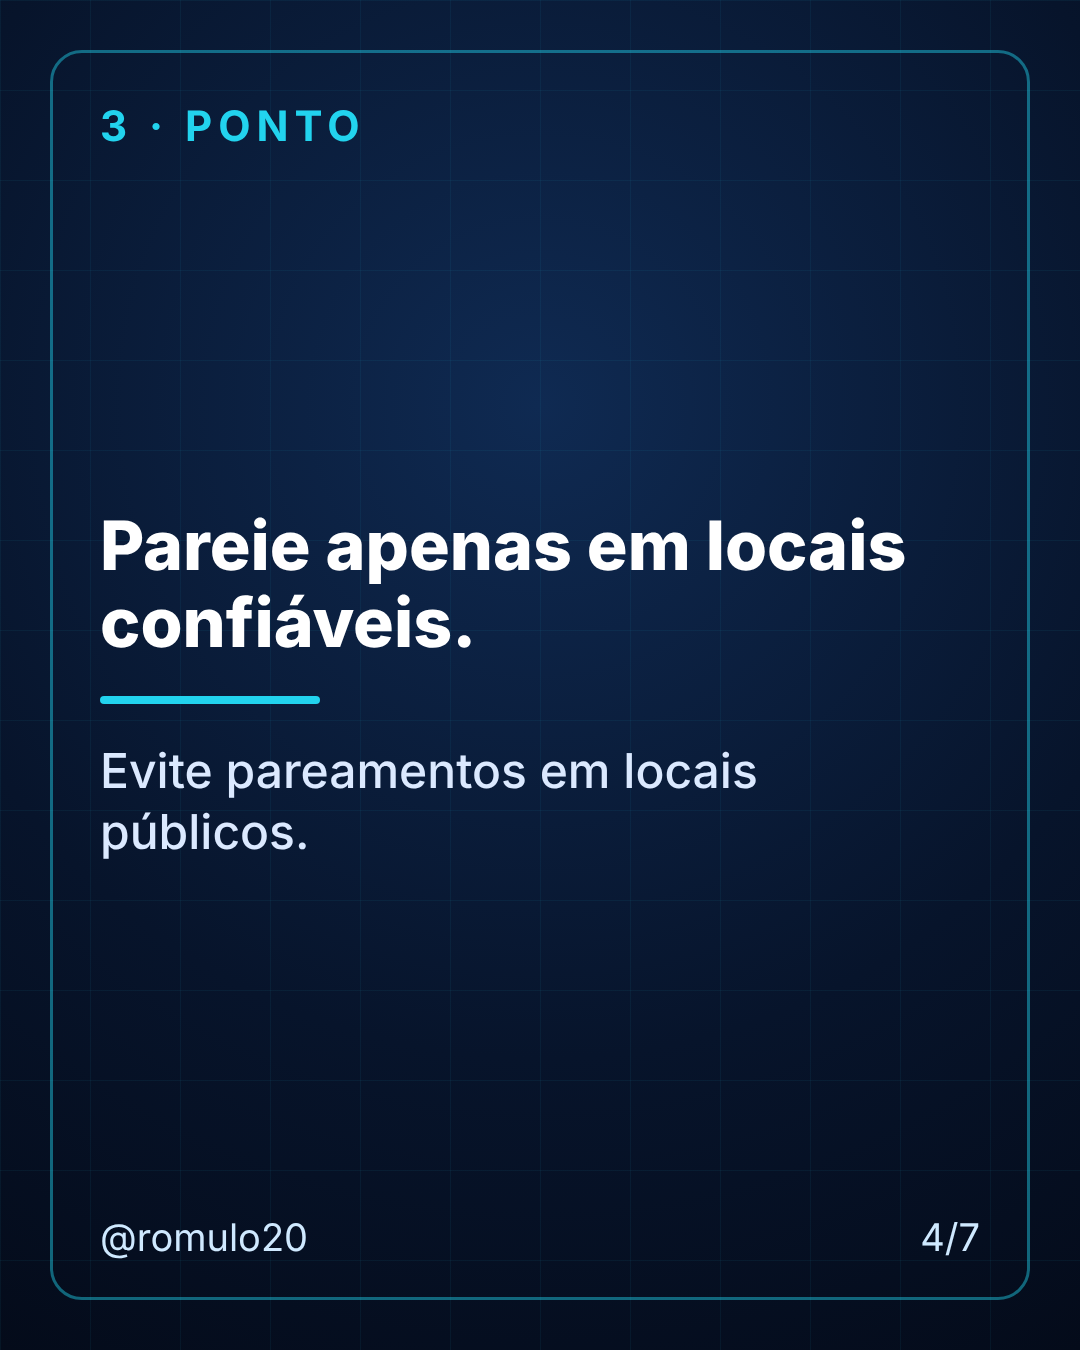 3 · PONTO
Pareie apenas em locais
confiáveis.
Evite pareamentos em locais
públicos.
@romulo20
4/7